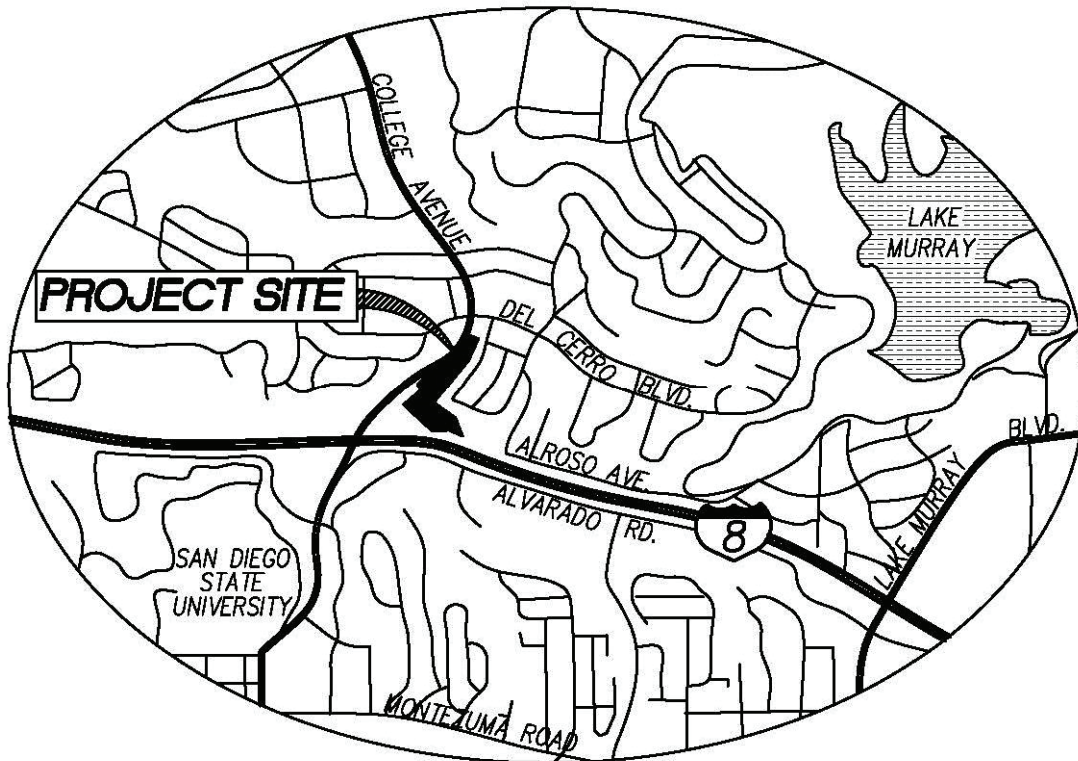 COLLEGE AVENUE
LAKE
MURRAY
PROJECT SITE
DEL CERRO BLVD.
BLVD.
ALROSO AVE.
LAKE MURRAY
ALVARADO RD.
8
SAN DIEGO
STATE
UNIVERSITY
MONTEZUMA ROAD